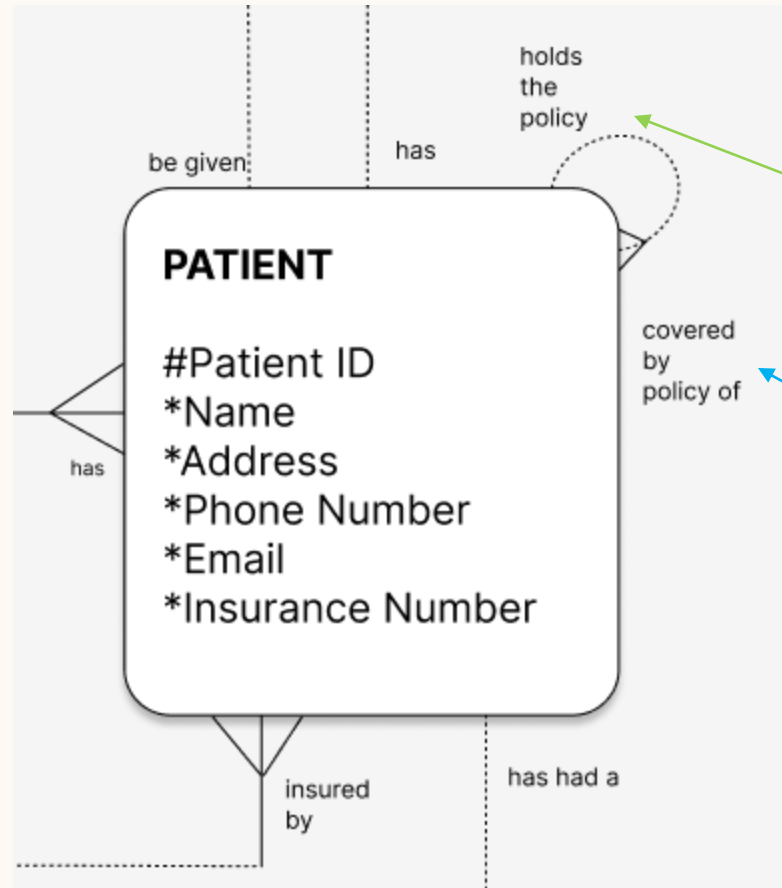 holds
the
policy
be given
has
PATIENT
#Patient ID
*Name
*Address
*Phone Number
*Email
*Insurance Number
covered
by
policy of
has
insured
by
has had a